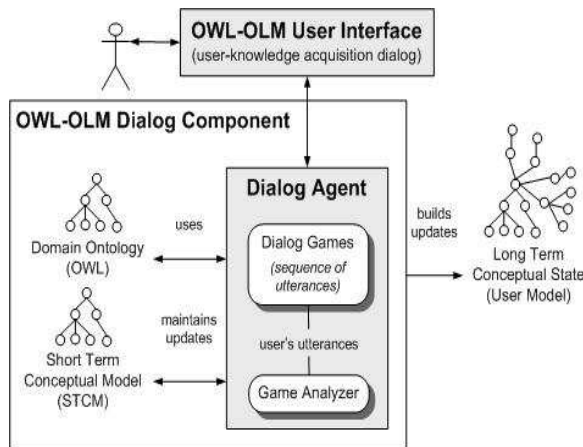 OWL-OLM User Interface
(user-knowledge acquisition dialog)
OWL-OLM Dialog Component
Dialog Agent
Dialog Games
(sequence of
utterances)
user's utterances
Game Analyzer
uses
Domain Ontology
(OWL)
maintains
updates
Short Term
Conceptual Model
(STCM)
builds
updates
Long Term
Conceptual State
(User Model)